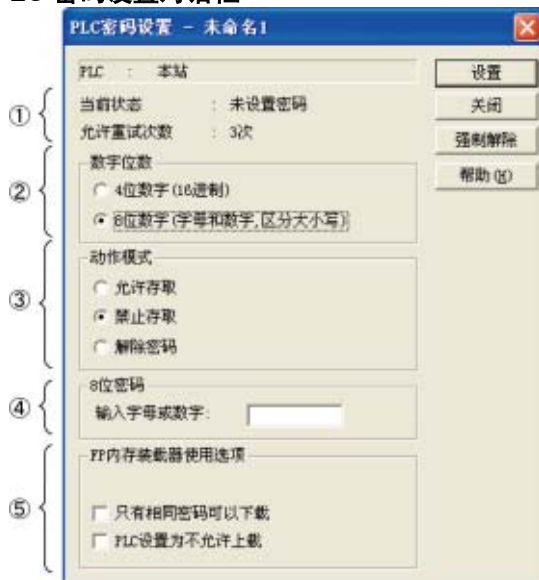 PLC密码设置 - 未命名1
PLC : 本站
设置
① 当前状态 : 未设置密码
关闭
允许重试次数 : 3次
强制解除
② 数字位数
帮助(H)
4位数字(16进制)
8位数字(字母和数字,区分大小写)
③ 动作模式
允许存取
禁止存取
解除密码
④ 8位密码
输入字母或数字:
⑤ FP内存装载器使用选项
只有相同密码可以下载
PLC设置为不允许上载